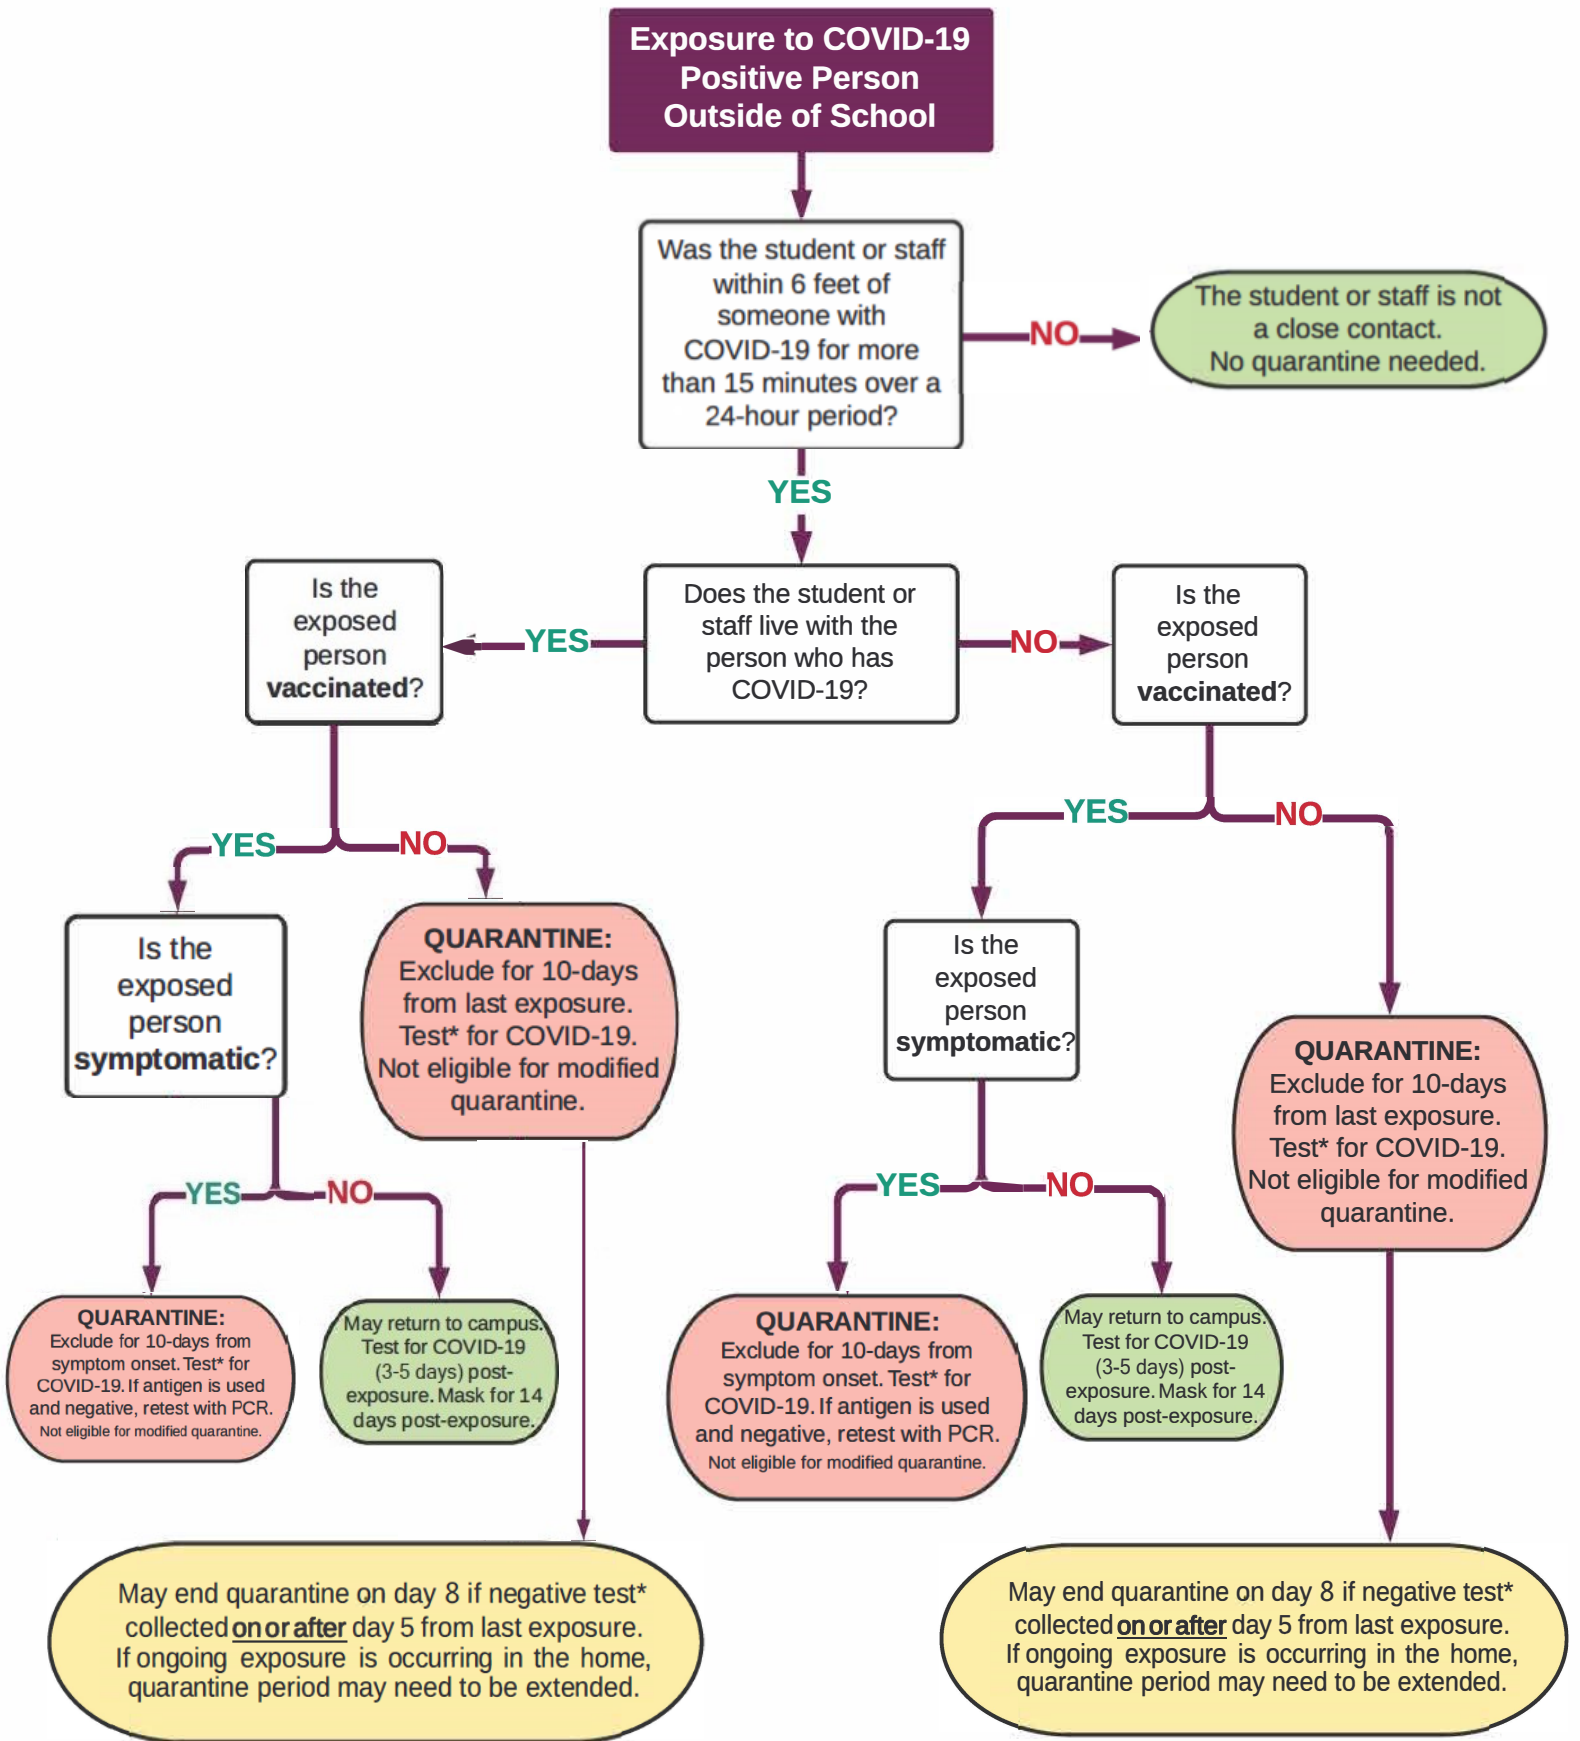 Exposure to COVID-19
Positive Person
Outside of School
Was the student or staff
within 6 feet of
someone with
COVID-19 for more
than 15 minutes over a
24-hour period?
NO
The student or staff is not
a close contact.
No quarantine needed.
YES
Does the student or
staff live with the
person who has
COVID-19?
YES
Is the
exposed
person
vaccinated?
NO
Is the
exposed
person
vaccinated?
YES
NO
Is the
exposed
person
symptomatic?
QUARANTINE:
Exclude for 10-days
from last exposure.
Test* for COVID-19.
Not eligible for modified
quarantine.
YES
NO
QUARANTINE:
Exclude for 10-days from
symptom onset. Test* for
COVID-19. If antigen is used
and negative, retest with PCR.
Not eligible for modified quarantine.
May return to campus.
Test for COVID-19
(3-5 days) post-
exposure. Mask for 14
days post-exposure.
May end quarantine on day 8 if negative test*
collected on or after day 5 from last exposure.
If ongoing exposure is occurring in the home,
quarantine period may need to be extended.
YES
NO
Is the
exposed
person
symptomatic?
QUARANTINE:
Exclude for 10-days
from last exposure.
Test* for COVID-19.
Not eligible for modified
quarantine.
YES
NO
QUARANTINE:
Exclude for 10-days from
symptom onset. Test* for
COVID-19. If antigen is used
and negative, retest with PCR.
Not eligible for modified quarantine.
May return to campus.
Test for COVID-19
(3-5 days) post-
exposure. Mask for 14
days post-exposure.
May end quarantine on day 8 if negative test*
collected on or after day 5 from last exposure.
If ongoing exposure is occurring in the home,
quarantine period may need to be extended.